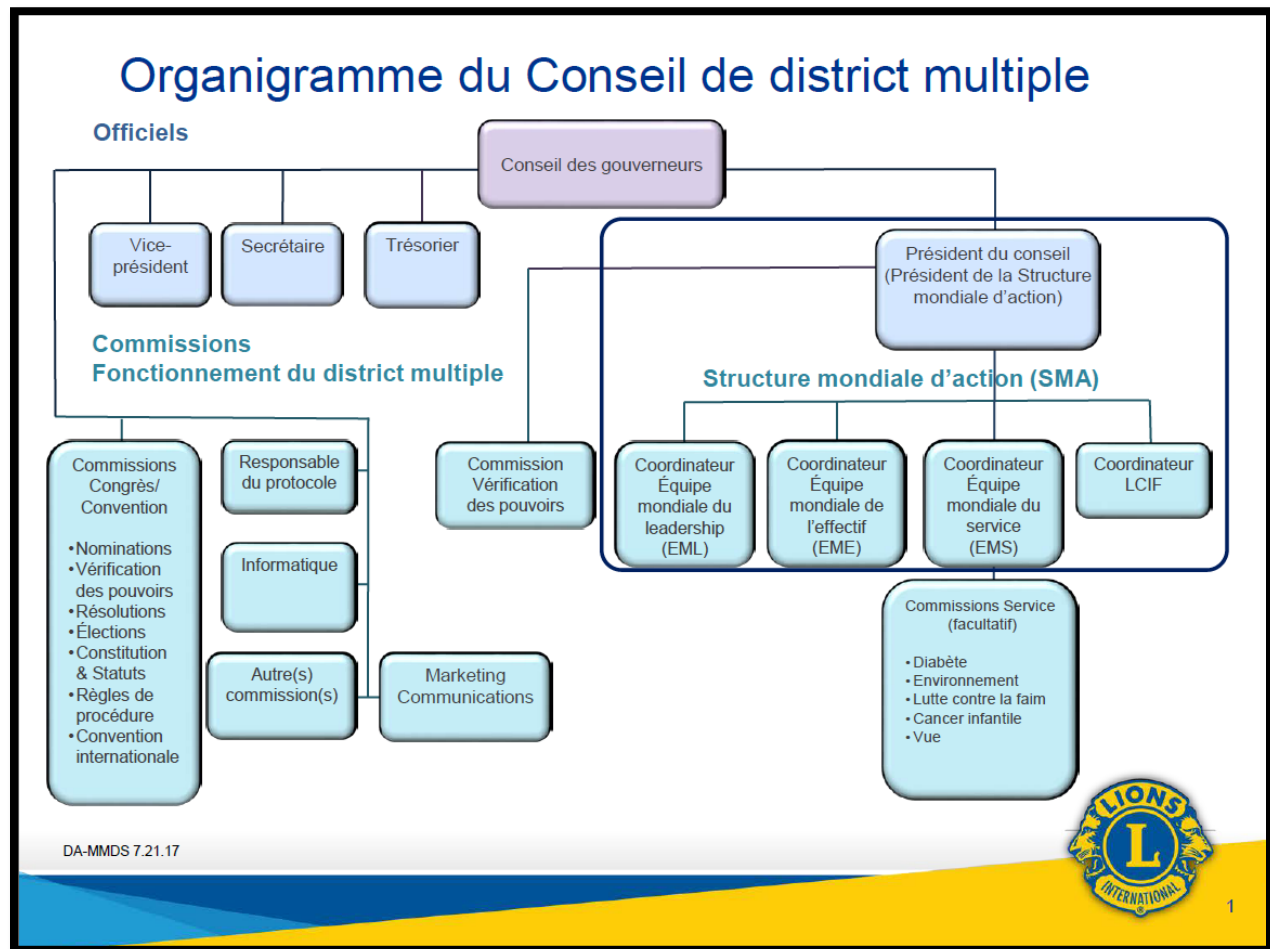 Organigramme du Conseil de district multiple
Officiels
Conseil des gouverneurs
Vice-
président
Secrétaire
Trésorier
Président du conseil
(Président de la Structure
mondiale d’action)
Commissions
Fonctionnement du district multiple
Structure mondiale d’action (SMA)
Commissions
Congrès/
Convention
•Nominations
•Vérification
des pouvoirs
•Résolutions
•Élections
•Constitution
& Statuts
•Règles de
procédure
•Convention
internationale
Responsable
du protocole
Informatique
Autre(s)
commission(s)
Marketing
Communications
Commission
Vérification
des pouvoirs
Coordinateur
Équipe
mondiale du
leadership
(EML)
Coordinateur
Équipe
mondiale de
l’effectif
(EME)
Coordinateur
Équipe
mondiale du
service
(EMS)
Coordinateur
LCIF
Commissions Service
(facultatif)
• Diabète
• Environnement
• Lutte contre la faim
• Cancer infantile
• Vue
DA-MMDS 7.21.17
LIONS
L
INTERNATIONAL
®
1